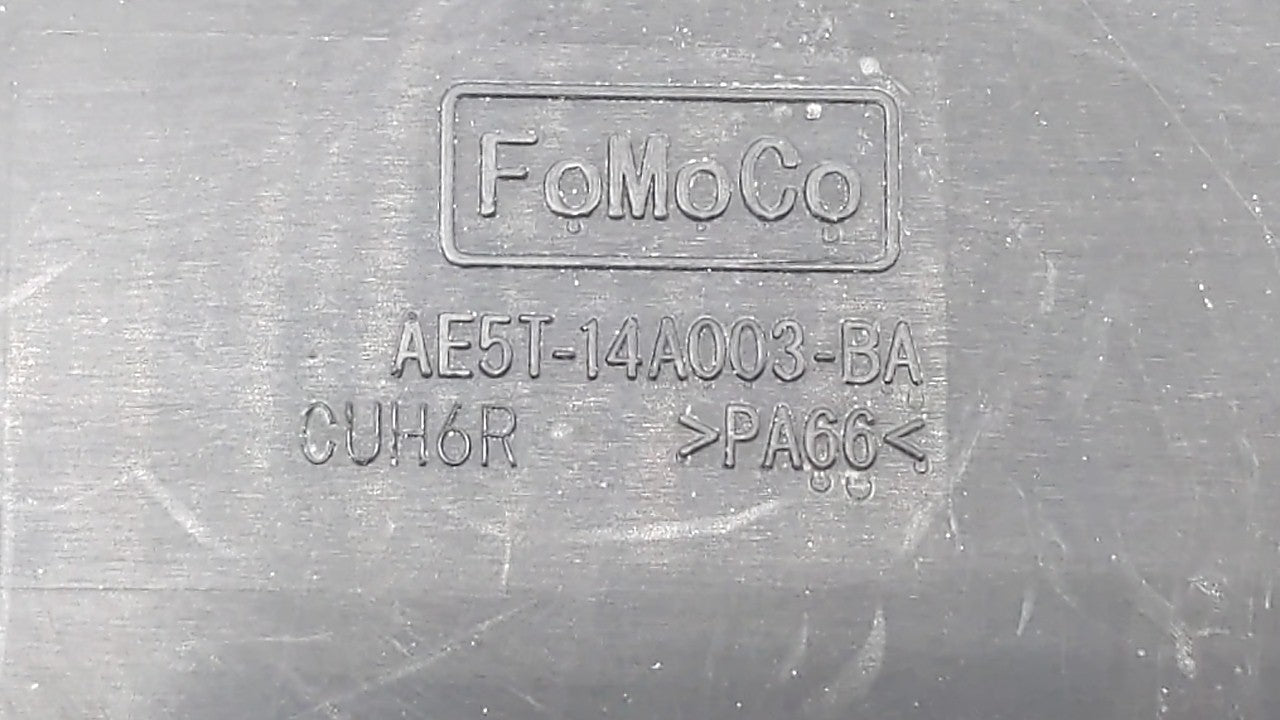 FoMoCo
AE5T-14A003-BA
CUH6R >PA66<